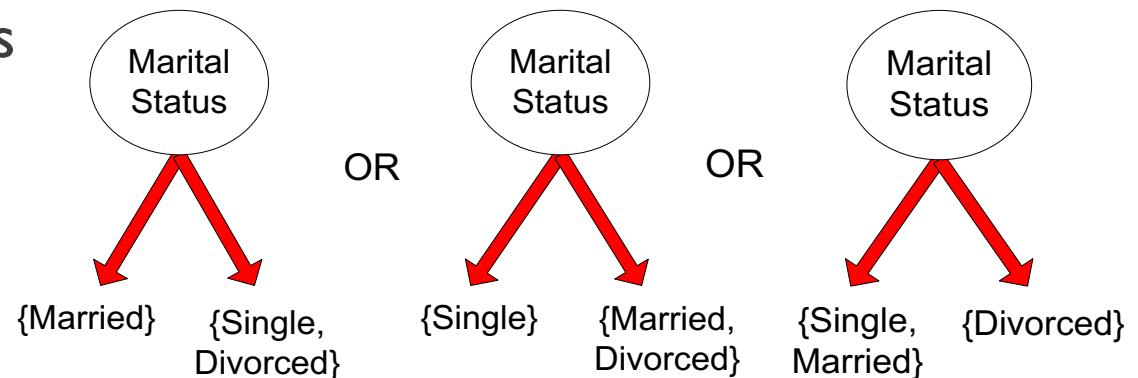 s
Marital
Status
OR
Marital
Status
OR
Marital
Status
{Married}
{Single,
Divorced}
{Single}
{Married,
Divorced}
{Single,
Married}
{Divorced}